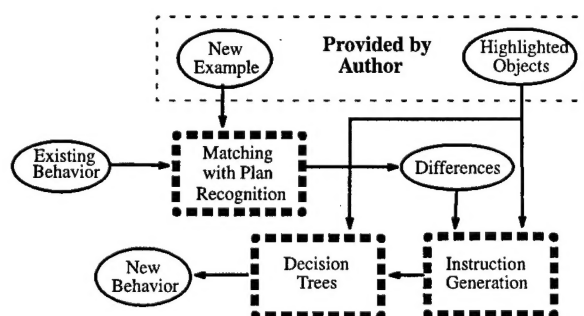 New
Example
Provided by
Author
Highlighted
Objects
Existing
Behavior
Matching
with Plan
Recognition
Differences
New
Behavior
Decision
Trees
Instruction
Generation